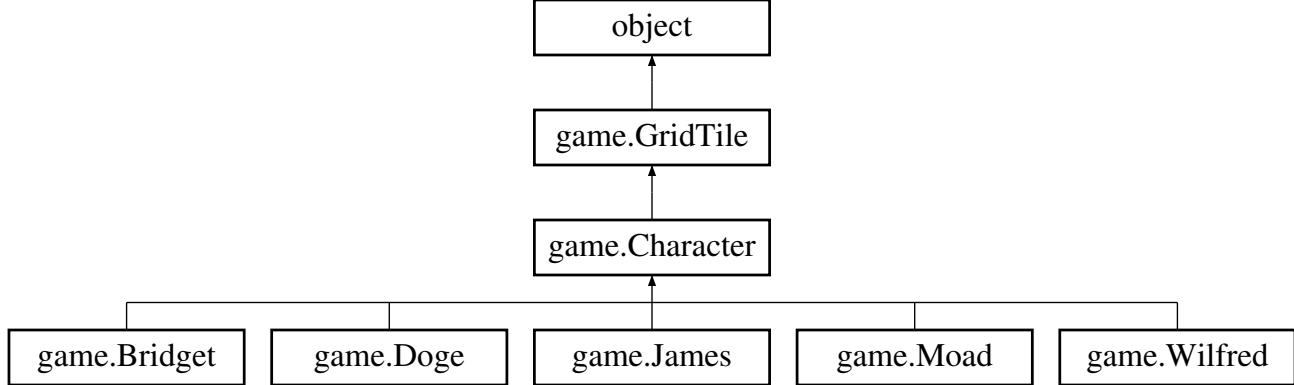 object
game.GridTile
game.Character
game.Bridget
game.Doge
game.James
game.Moad
game.Wilfred